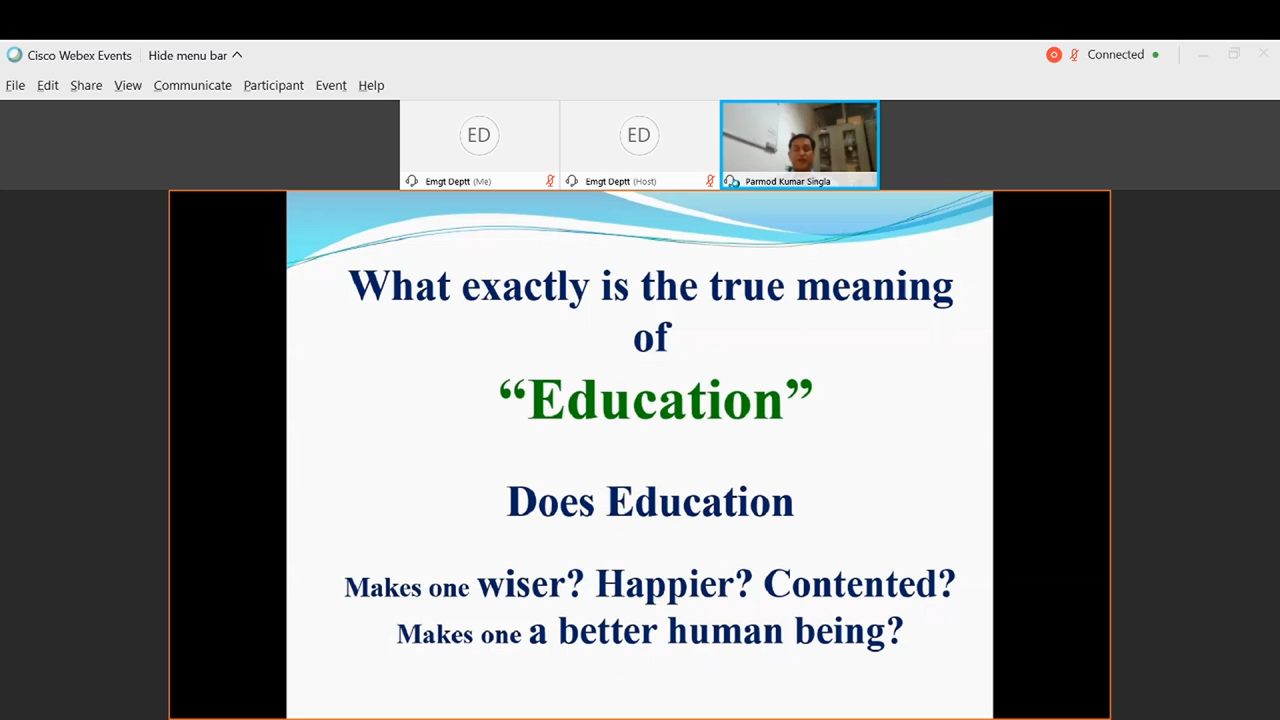 Cisco Webex Events Hide menu bar Connected
File Edit Share View Communicate Participant Event Help
ED ED
Emgt Deptt (Me) Emgt Deptt (Host) Parmod Kumar Singla
What exactly is the true meaning
of
“Education”
Does Education
Makes one wiser? Happier? Contented?
Makes one a better human being?